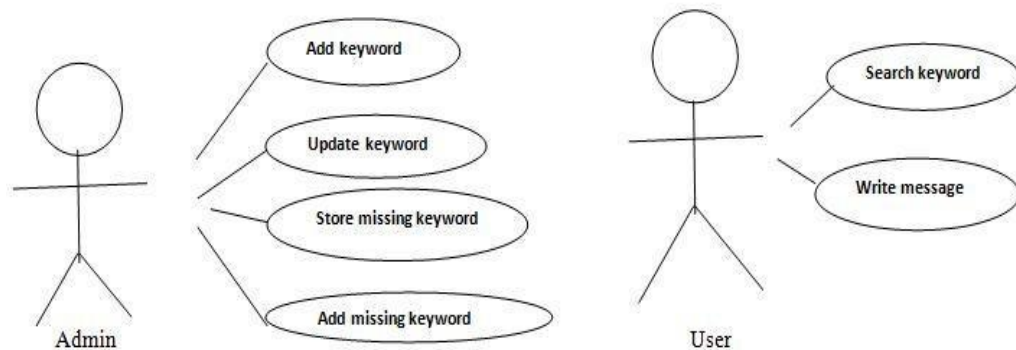 Add keyword
Update keyword
Store missing keyword
Add missing keyword
Admin
Search keyword
Write message
User